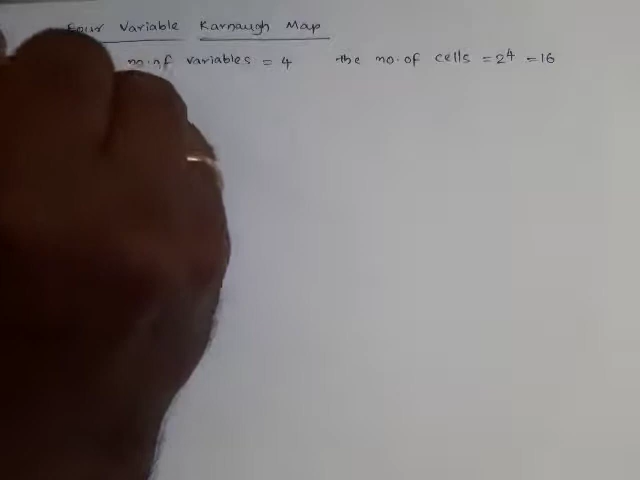 Four Variable Karnaugh Map
no.of variables = 4 the no.of cells = 2⁴ = 16